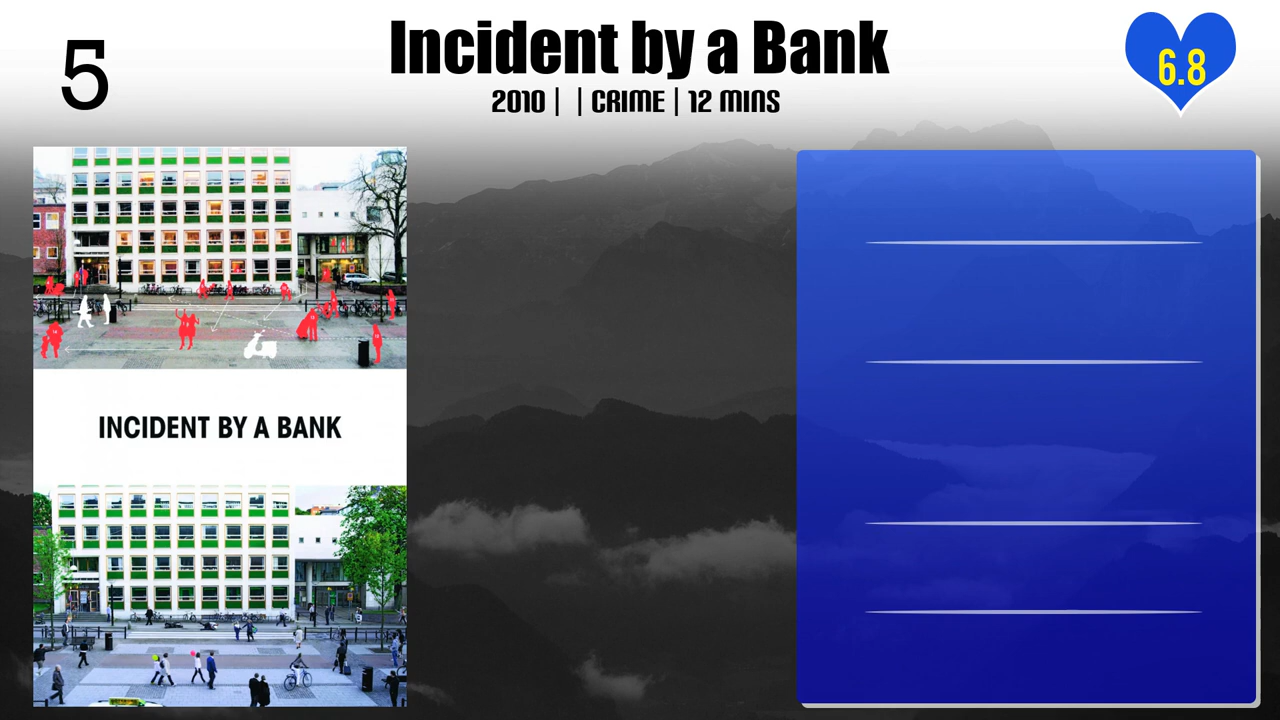 5
Incident by a Bank
2010 | | CRIME | 12 MINS
6.8
INCIDENT BY A BANK